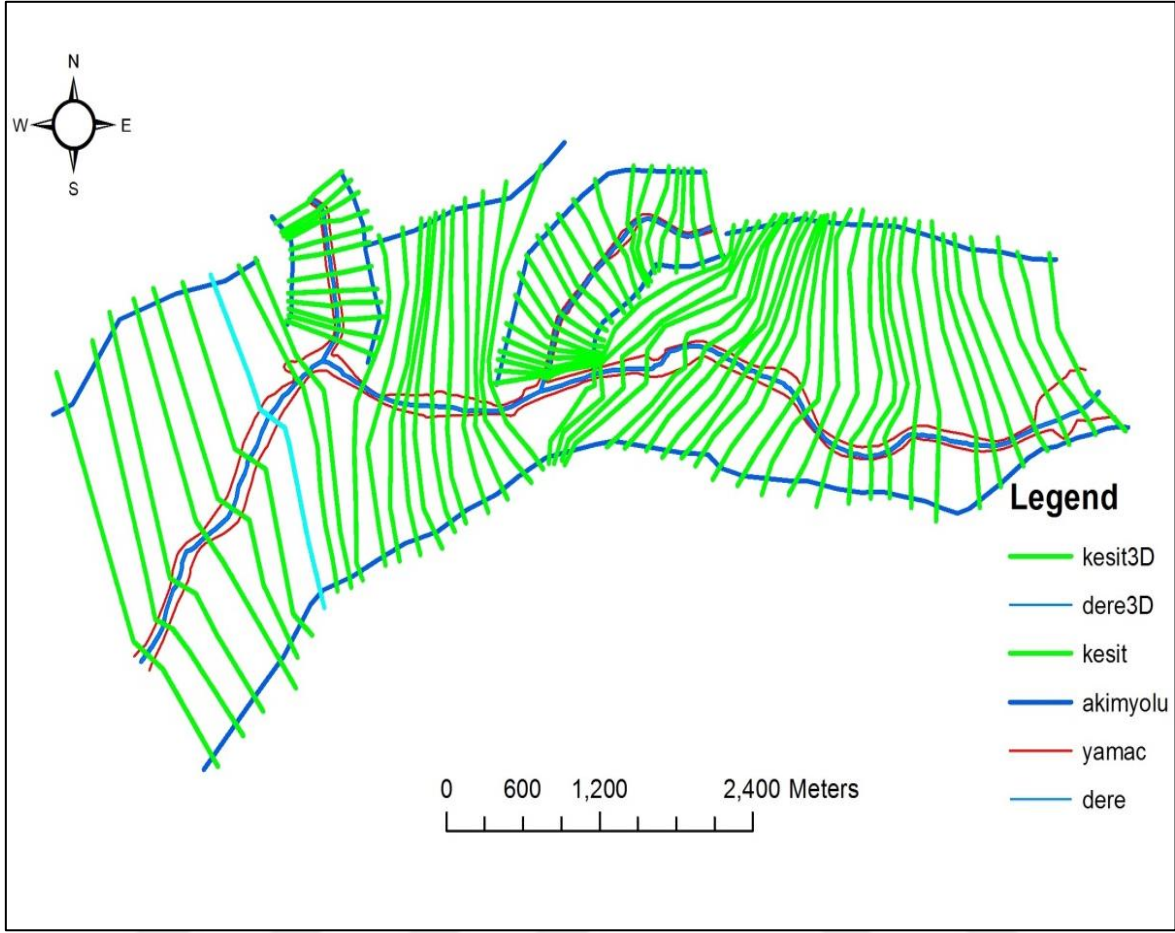 N
W E
S
Legend
kesit3D
dere3D
kesit
akimyolu
yamac
dere
0 600 1,200 2,400 Meters